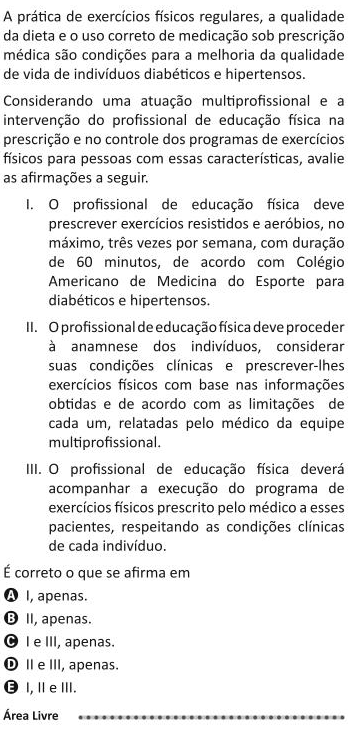 A prática de exercícios físicos regulares, a qualidade
da dieta e o uso correto de medicação sob prescrição
médica são condições para a melhoria da qualidade
de vida de indivíduos diabéticos e hipertensos.
Considerando uma atuação multiprofissional e a
intervenção do profissional de educação física na
prescrição e no controle dos programas de exercícios
físicos para pessoas com essas características, avalie
as afirmações a seguir.
I. O profissional de educação física deve
prescrever exercícios resistidos e aeróbios, no
máximo, três vezes por semana, com duração
de 60 minutos, de acordo com Colégio
Americano de Medicina do Esporte para
diabéticos e hipertensos.
II. O profissional de educação física deve proceder
à anamnese dos indivíduos, considerar
suas condições clínicas e prescrever-lhes
exercícios físicos com base nas informações
obtidas e de acordo com as limitações de
cada um, relatadas pelo médico da equipe
multiprofissional.
III. O profissional de educação física deverá
acompanhar a execução do programa de
exercícios físicos prescrito pelo médico a esses
pacientes, respeitando as condições clínicas
de cada indivíduo.
É correto o que se afirma em
A I, apenas.
B II, apenas.
C I e III, apenas.
D II e III, apenas.
E I, II e III.
Área Livre